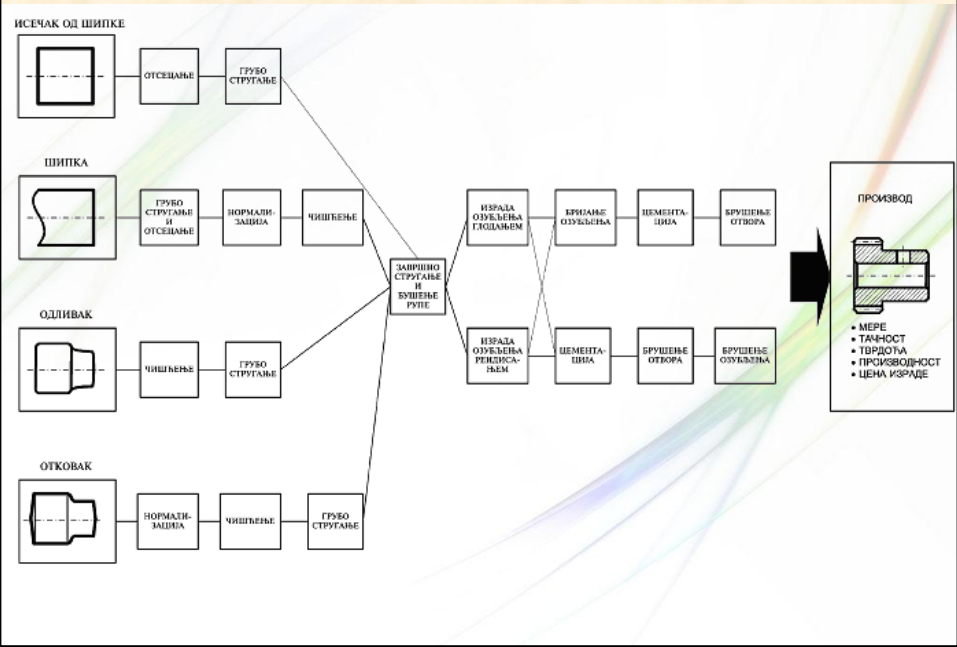 ИСЕЧАК ОД ШИПКЕ
ОТСЕЦАЊЕ
ГРУБО
СТРУГАЊЕ
ШИПКА
ГРУБО
СТРУГАЊЕ
И
ОТСЕЦАЊЕ
НОРМАЛИ-
ЗАЦИЈА
ЧИШЋЕЊЕ
ОДЛИВАК
ЧИШЋЕЊЕ
ГРУБО
СТРУГАЊЕ
ОТКОВАК
НОРМАЛИ-
ЗАЦИЈА
ЧИШЋЕЊЕ
ГРУБО
СТРУГАЊЕ
ЗАВРШНО
СТРУГАЊЕ
И
БУШЕЊЕ
РУПЕ
ИЗРАДА
ОЗУБЉЕЊА
ГЛОДАЊЕМ
БРИЈАЊЕ
ОЗУБЉЕЊА
ЦЕМЕНТА-
ЦИЈА
БРУШЕЊЕ
ОТВОРА
ИЗРАДА
ОЗУБЉЕЊА
РЕНДИСА-
ЊЕМ
ЦЕМЕНТА-
ЦИЈА
БРУШЕЊЕ
ОТВОРА
БРУШЕЊЕ
ОЗУБЉЕЊА
ПРОИЗВОД
• МЕРЕ
• ТАЧНОСТ
• ТВРДОЋА
• ПРОИЗВОДНОСТ
• ЦЕНА ИЗРАДЕ